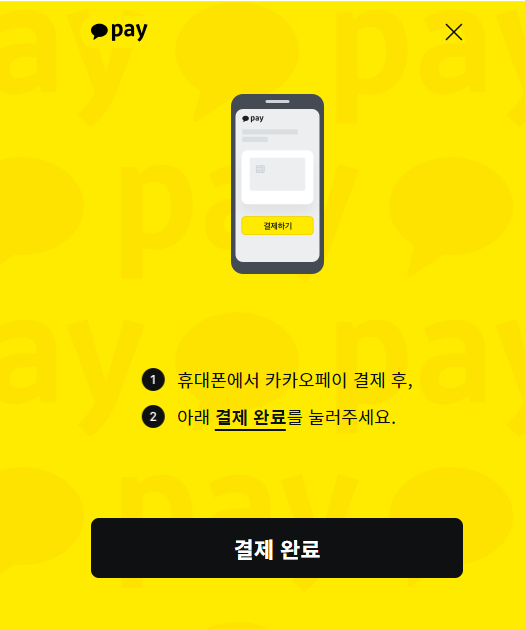 pay
pay
결제하기
1 휴대폰에서 카카오페이 결제 후,
2 아래 결제 완료를 눌러주세요.
결제 완료